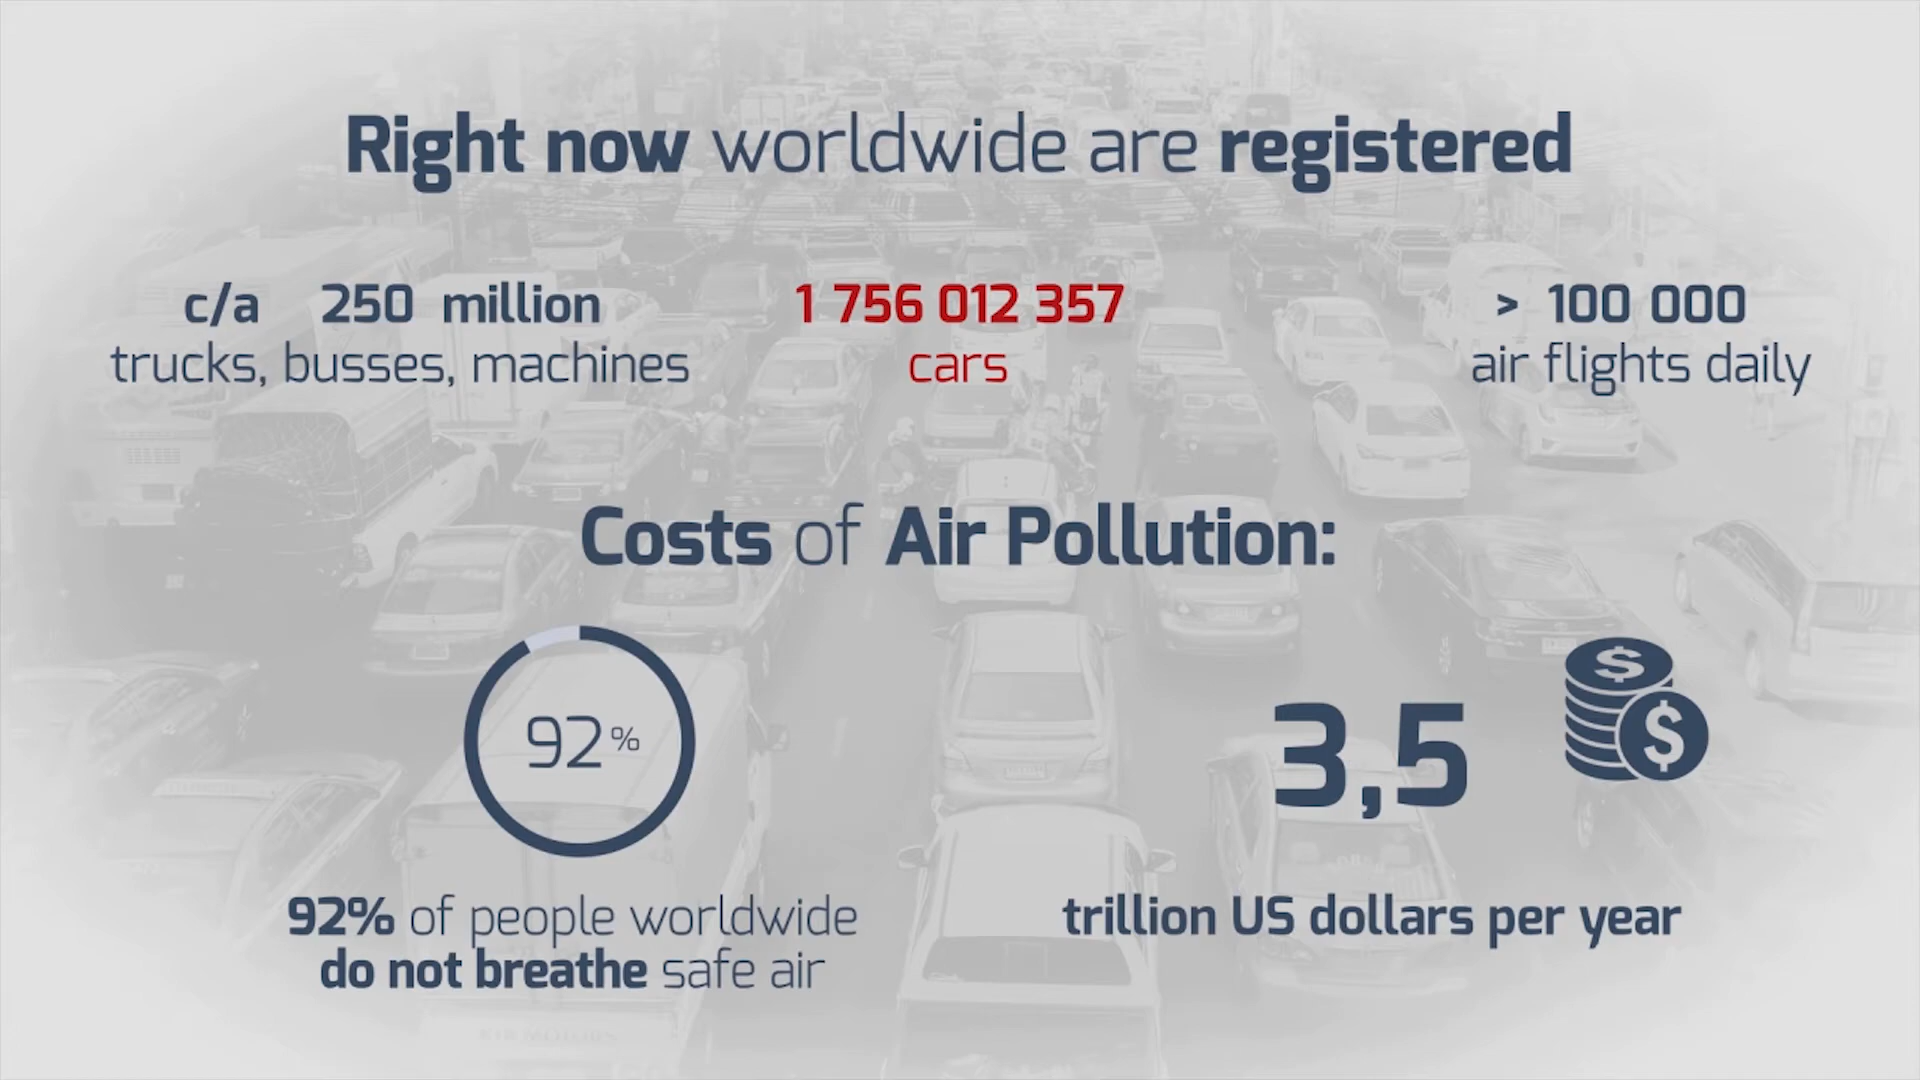 Right now worldwide are registered
c/a 250 million
trucks, busses, machines
1 756 012 357
cars
> 100 000
air flights daily
Costs of Air Pollution:
92%
92% of people worldwide
do not breathe safe air
3,5
$
$
trillion US dollars per year